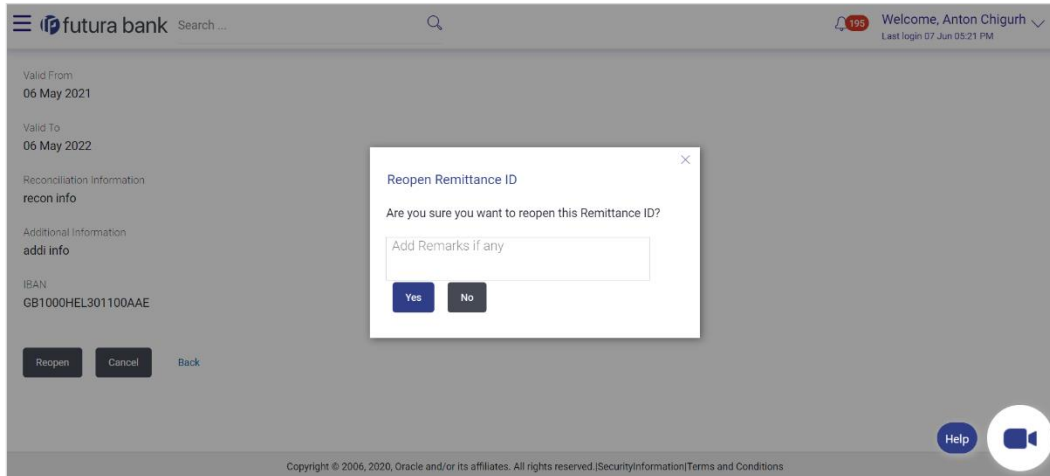 futura bank Search ...
195
Welcome, Anton Chigurh
Last login 07 Jun 05:21 PM
Valid From
06 May 2021
Valid To
06 May 2022
Reconciliation Information
recon info
Additional Information
addi info
IBAN
GB1000HEL301100AAE
Reopen Cancel Back
Reopen Remittance ID
Are you sure you want to reopen this Remittance ID?
Add Remarks if any
Yes No
Help
Copyright © 2006, 2020, Oracle and/or its affiliates. All rights reserved.|SecurityInformation|Terms and Conditions